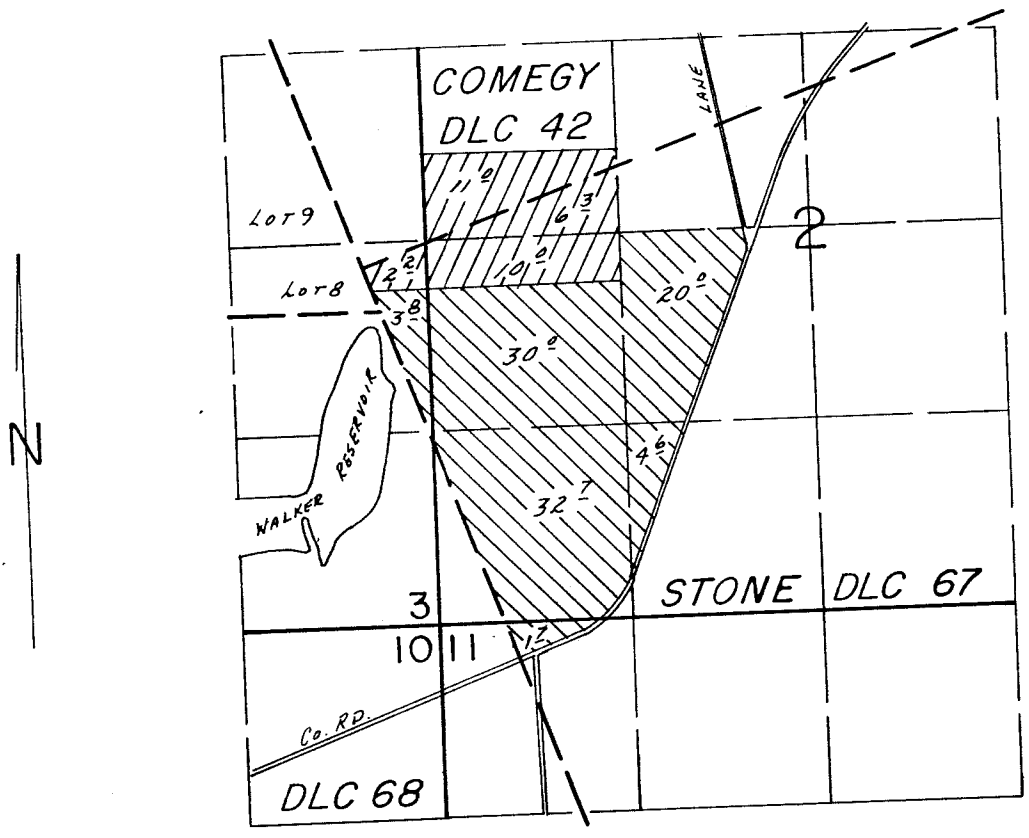 COMEGY
DLC 42
LANE
11 0
6 3
LOT 9
2
2 2
10 0
20 0
LOT 8
3 8
30 0
4 6
WALKER RESERVOIR
N
32 7
STONE DLC 67
3
10 11
1 7
CO. RD.
DLC 68